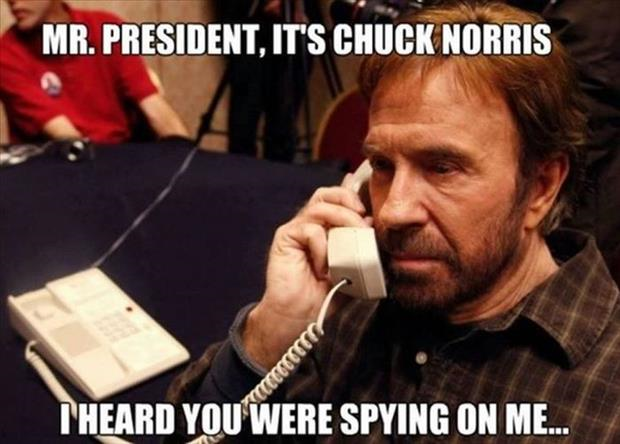 MR. PRESIDENT, IT'S CHUCK NORRIS
I HEARD YOU WERE SPYING ON ME...